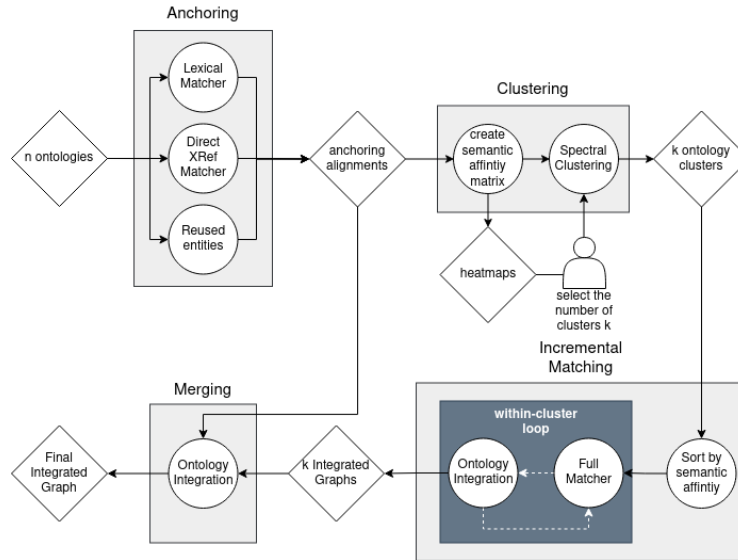 Anchoring
Lexical
Matcher
n ontologies
Direct
XRef
Matcher
Reused
entities
anchoring
alignments
Clustering
create
semantic
affintiy
matrix
Spectral
Clustering
k ontology
clusters
heatmaps
select the
number of
clusters k
Incremental
Matching
within-cluster
loop
Sort by
semantic
affintiy
Full
Matcher
Ontology
Integration
k Integrated
Graphs
Merging
Ontology
Integration
Final
Integrated
Graph